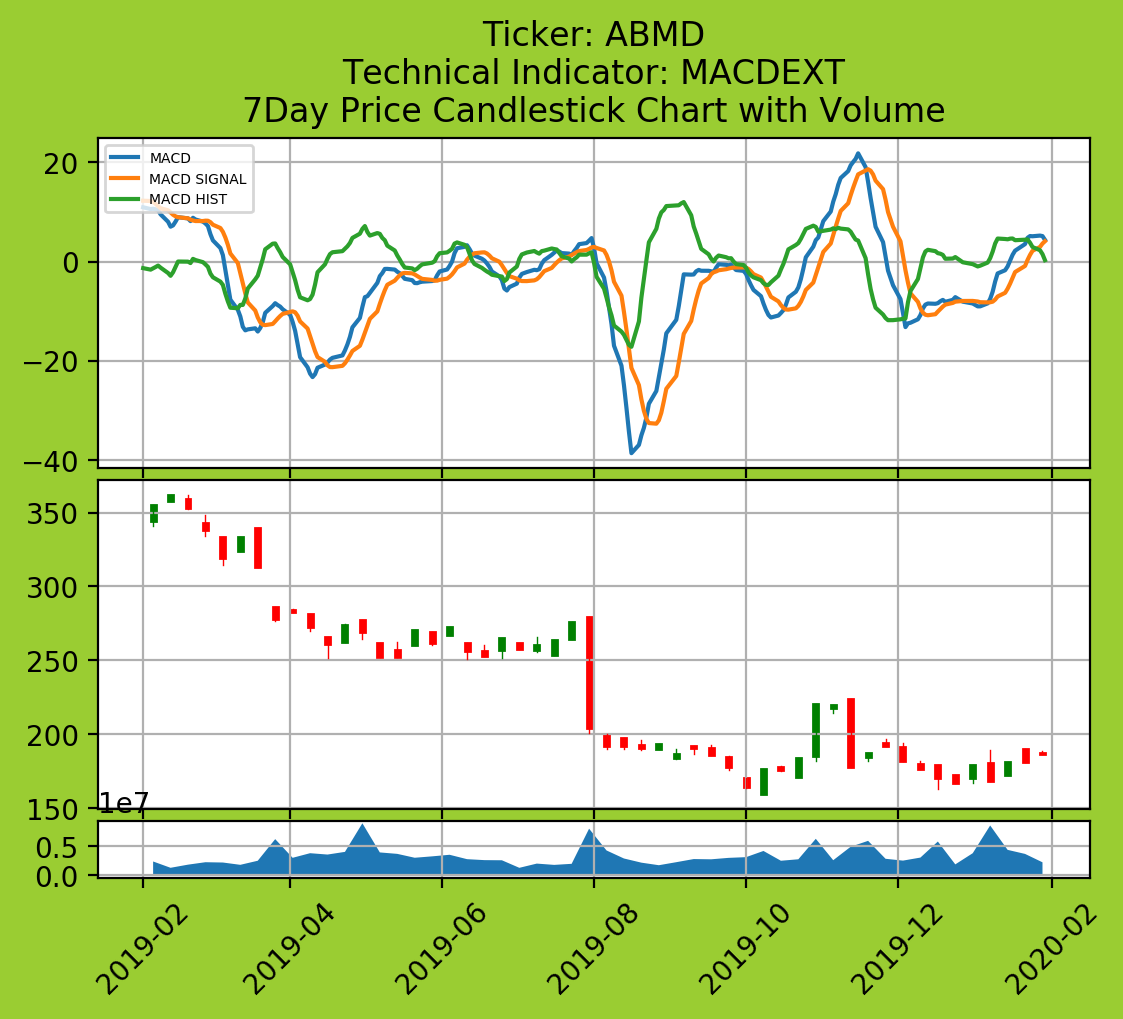 Ticker: ABMD
Technical Indicator: MACDEXT
7Day Price Candlestick Chart with Volume
MACD
MACD SIGNAL
MACD HIST
20
0
−20
−40
350
300
250
200
150
1e7
0.5
0.0
2019-02
2019-04
2019-06
2019-08
2019-10
2019-12
2020-02